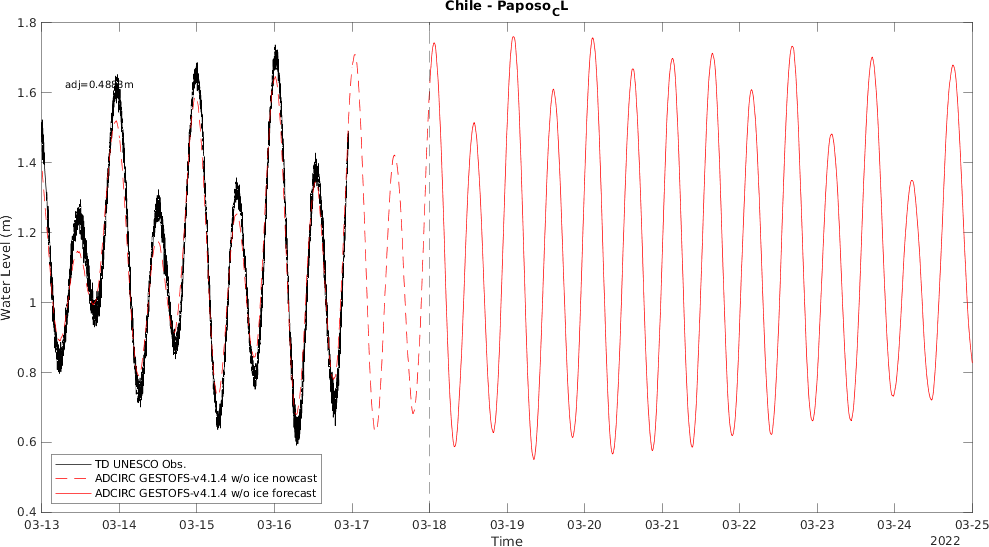 Chile - Paposo_CL
1.8
1.6
1.4
1.2
1
0.8
0.6
0.4
Water Level (m)
adj=0.4883m
TD UNESCO Obs.
ADCIRC GESTOFS-v4.1.4 w/o ice nowcast
ADCIRC GESTOFS-v4.1.4 w/o ice forecast
03-13 03-14 03-15 03-16 03-17 03-18 03-19 03-20 03-21 03-22 03-23 03-24 03-25
Time
2022